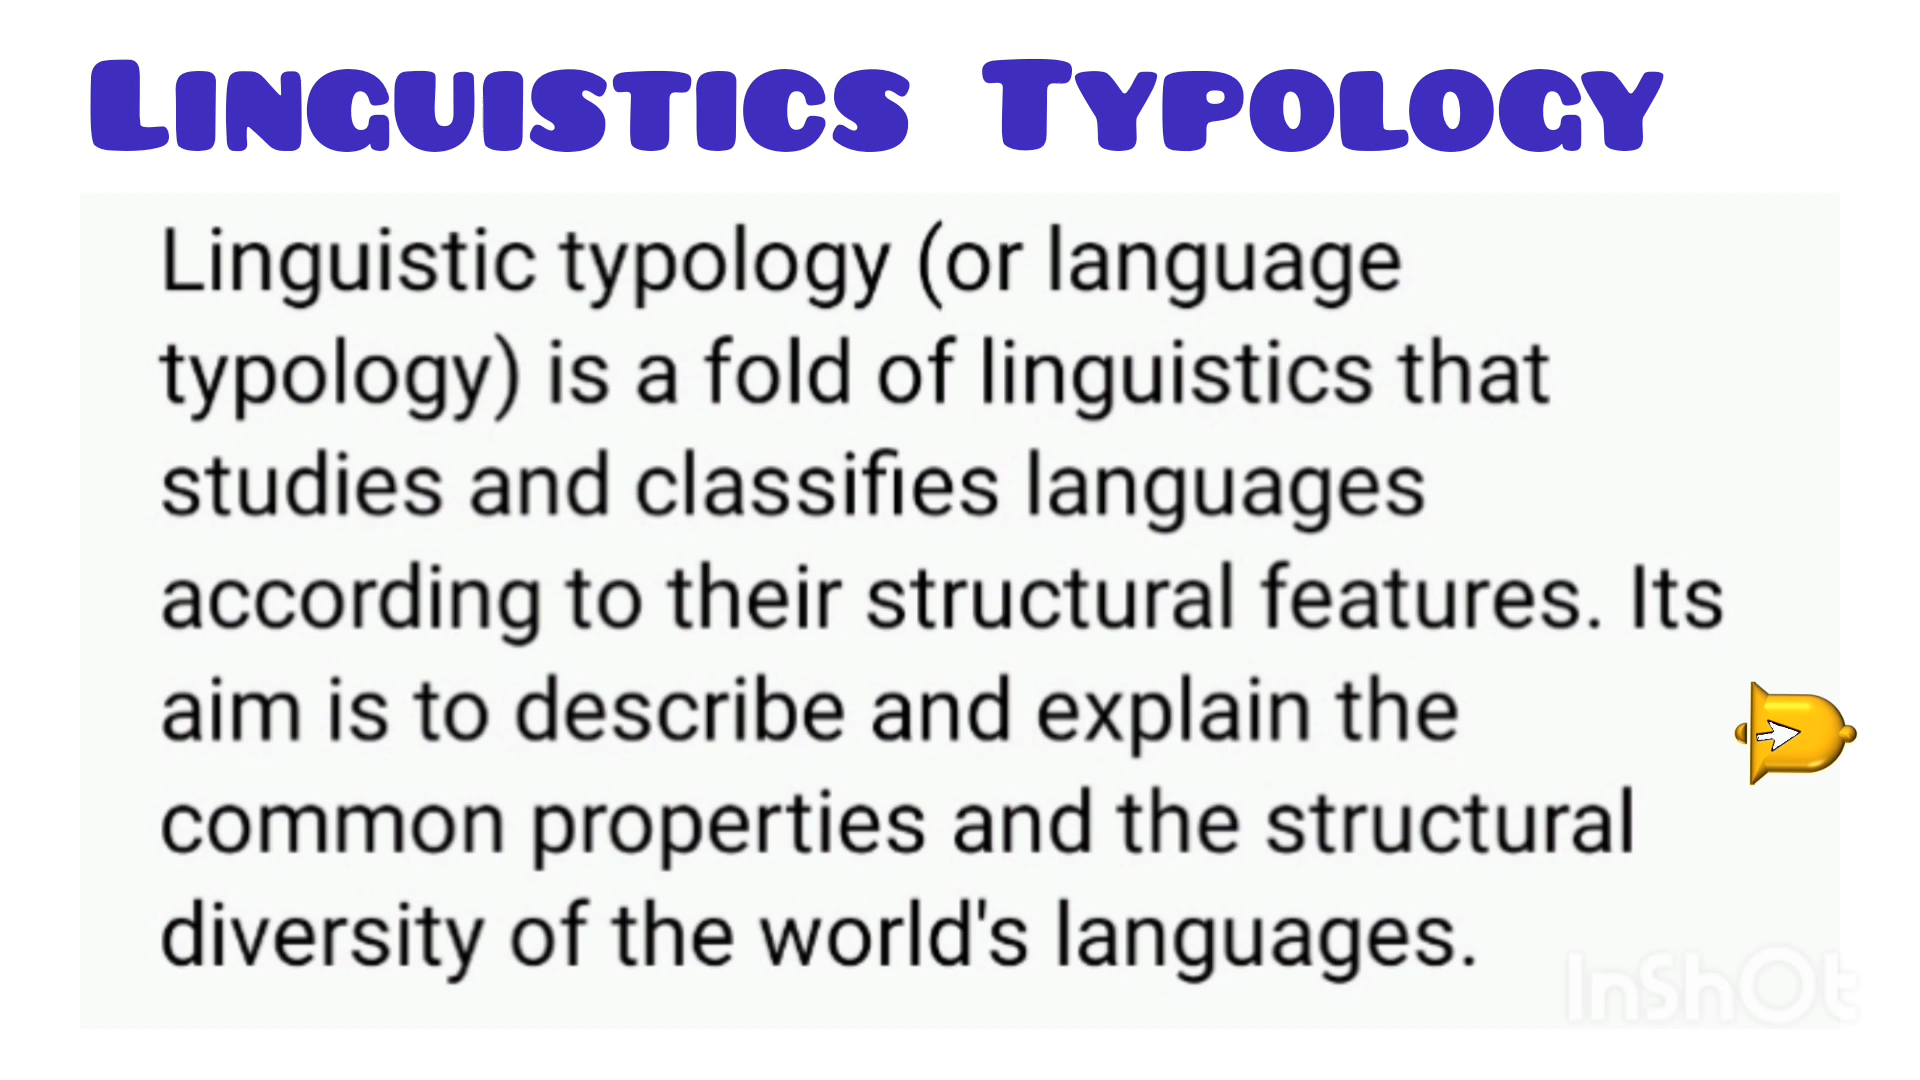 Linguistics Typology
Linguistic typology (or language
typology) is a fold of linguistics that
studies and classifies languages
according to their structural features. Its
aim is to describe and explain the
common properties and the structural
diversity of the world's languages.
InShOt